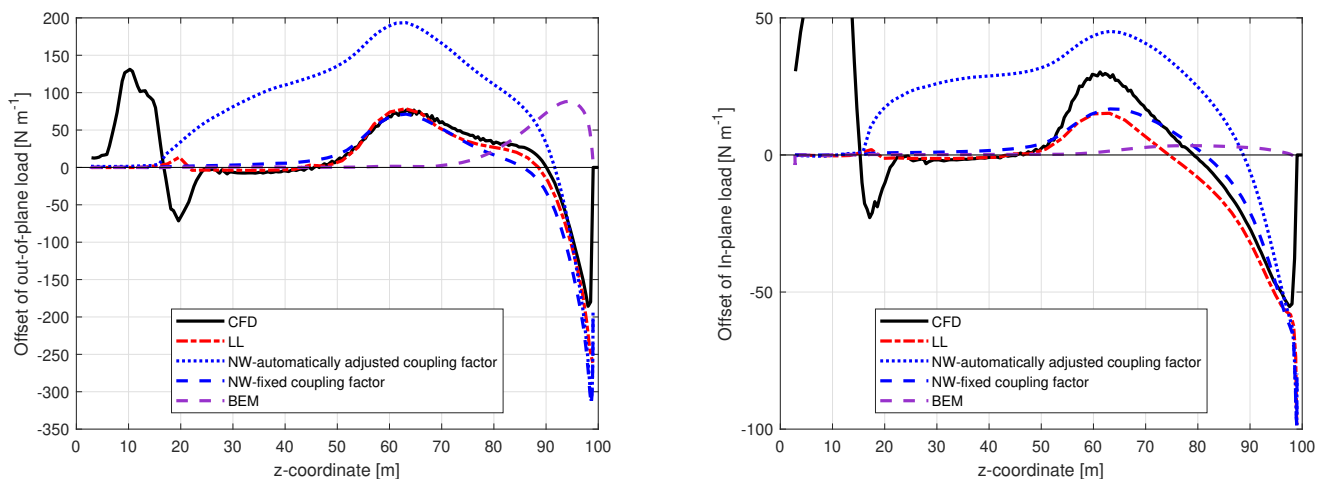 200
150
100
50
0
-50
-100
-150
-200
-250
-300
-350
0 10 20 30 40 50 60 70 80 90 100
z-coordinate [m]
Offset of out-of-plane load [N m-1]
CFD
LL
NW-automatically adjusted coupling factor
NW-fixed coupling factor
BEM
50
0
-50
-100
0 10 20 30 40 50 60 70 80 90 100
z-coordinate [m]
Offset of In-plane load [N m-1]
CFD
LL
NW-automatically adjusted coupling factor
NW-fixed coupling factor
BEM